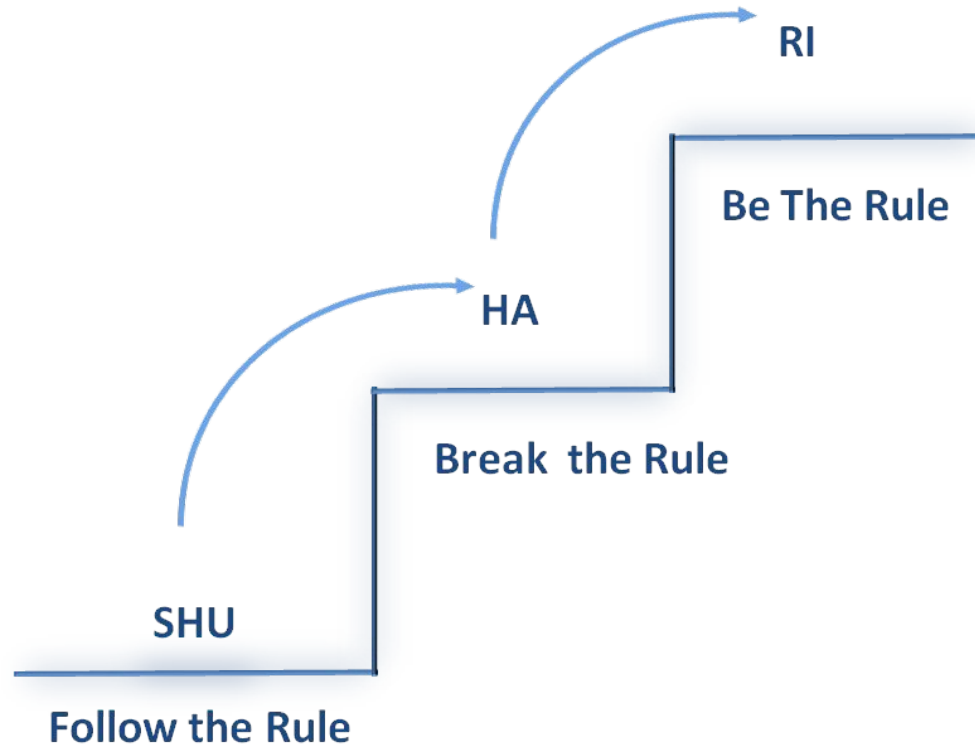 RI
Be The Rule
HA
Break the Rule
SHU
Follow the Rule